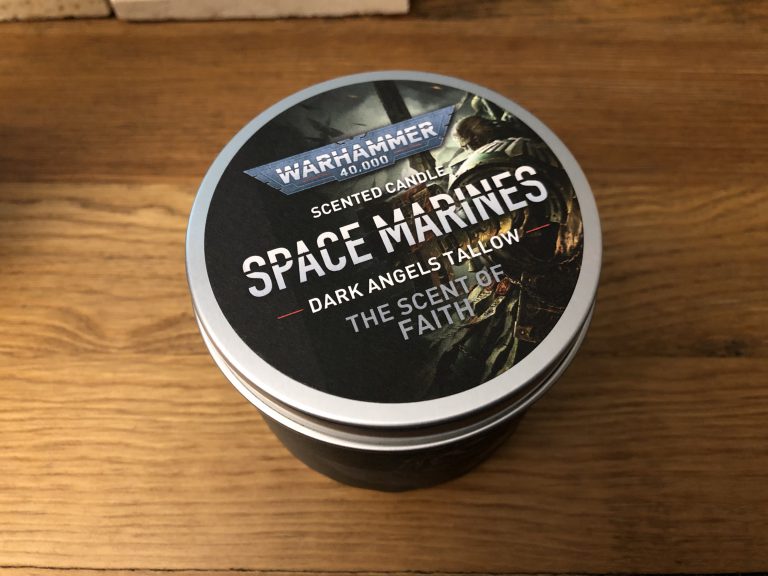 WARHAMMER
40,000
SCENTED CANDLE
SPACE MARINES
DARK ANGELS TALLOW
THE SCENT OF
FAITH